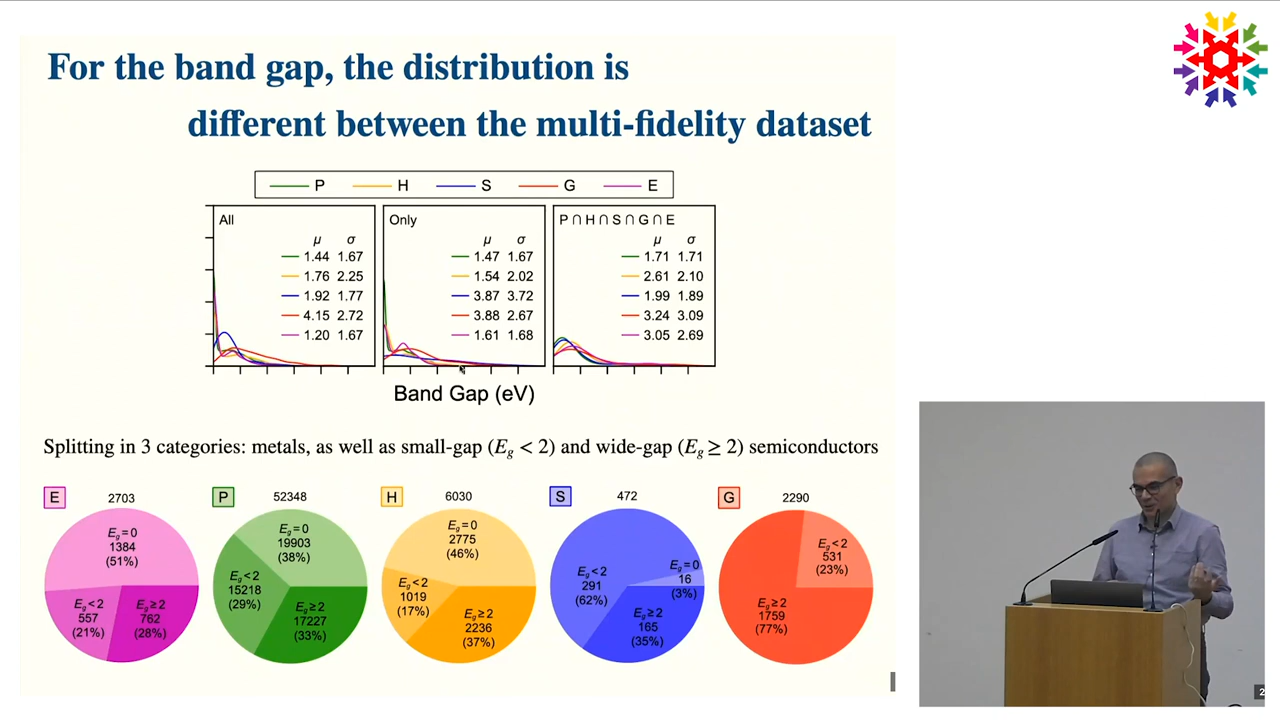 For the band gap, the distribution is
different between the multi-fidelity dataset
P H S G E
All
μ σ
1.44 1.67
1.76 2.25
1.92 1.77
4.15 2.72
1.20 1.67
Only
μ σ
1.47 1.67
1.54 2.02
3.87 3.72
3.88 2.67
1.61 1.68
P ∩ H ∩ S ∩ G ∩ E
μ σ
1.71 1.71
2.61 2.10
1.99 1.89
3.24 3.09
3.05 2.69
Band Gap (eV)
Splitting in 3 categories: metals, as well as small-gap (Eg < 2) and wide-gap (Eg ≥ 2) semiconductors
E 2703
Eg=0
1384
(51%)
Eg<2
557
(21%)
Eg≥2
762
(28%)
P 52348
Eg=0
19903
(38%)
Eg<2
15218
(29%)
Eg≥2
17227
(33%)
H 6030
Eg=0
2775
(46%)
Eg<2
1019
(17%)
Eg≥2
2236
(37%)
S 472
Eg<2
291
(62%)
Eg=0
16
(3%)
Eg≥2
165
(35%)
G 2290
Eg<2
531
(23%)
Eg≥2
1759
(77%)
2